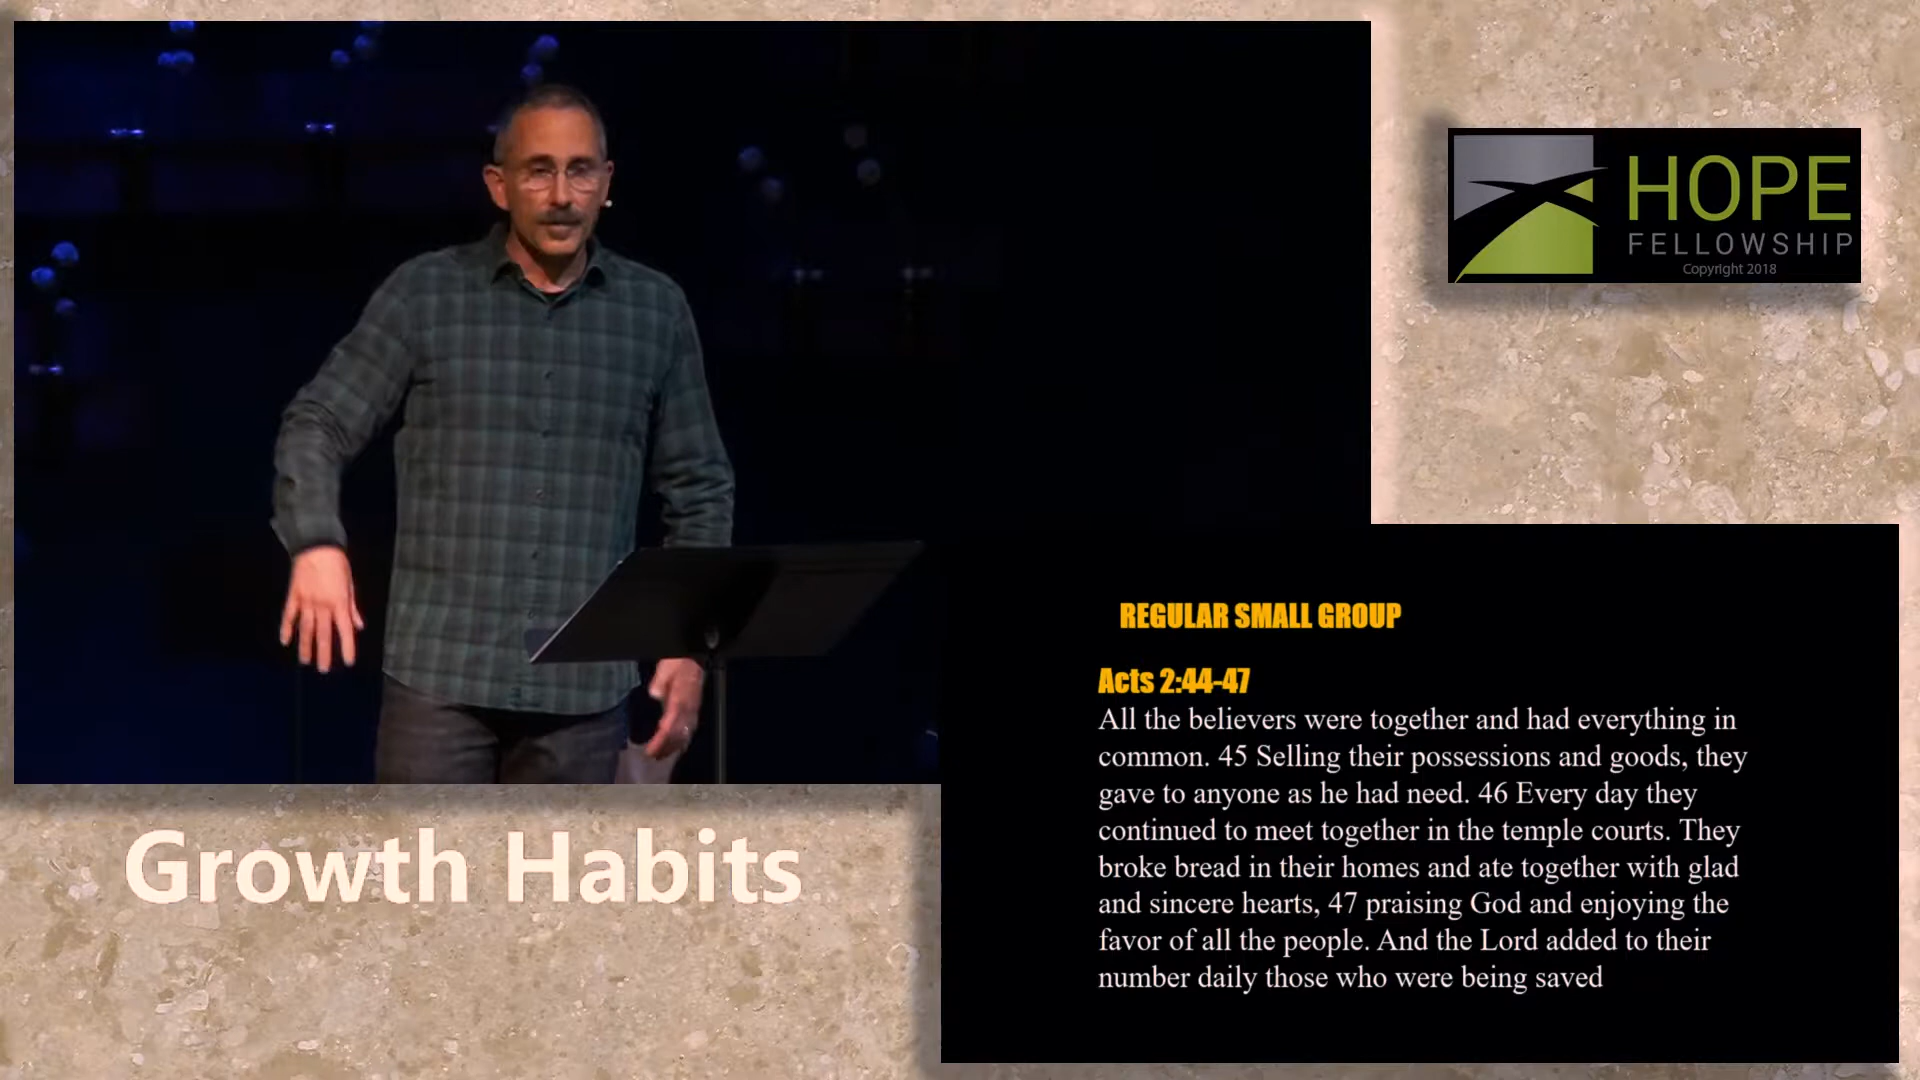 HOPE
FELLOWSHIP
Copyright 2018
REGULAR SMALL GROUP
Acts 2:44-47
All the believers were together and had everything in
common. 45 Selling their possessions and goods, they
gave to anyone as he had need. 46 Every day they
continued to meet together in the temple courts. They
broke bread in their homes and ate together with glad
and sincere hearts, 47 praising God and enjoying the
favor of all the people. And the Lord added to their
number daily those who were being saved
Growth Habits